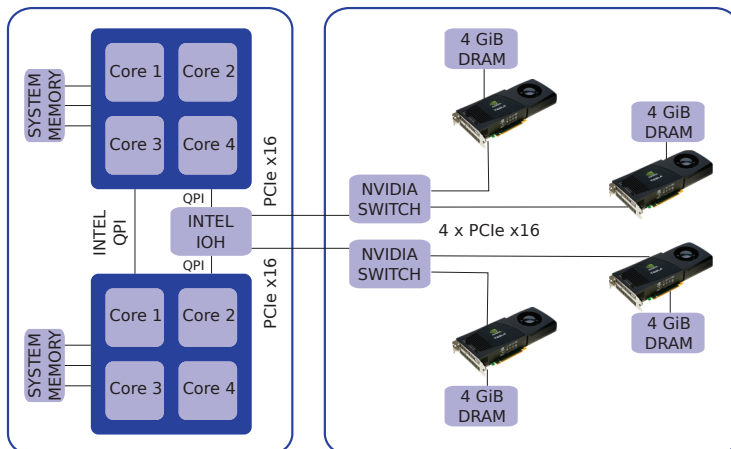 SYSTEM
MEMORY
Core 1
Core 2
Core 3
Core 4
QPI
INTEL
QPI
INTEL
IOH
QPI
PCIe x16
PCIe x16
Core 1
Core 2
Core 3
Core 4
SYSTEM
MEMORY
4 GiB
DRAM
4 GiB
DRAM
NVIDIA
SWITCH
4 x PCIe x16
NVIDIA
SWITCH
4 GiB
DRAM
4 GiB
DRAM